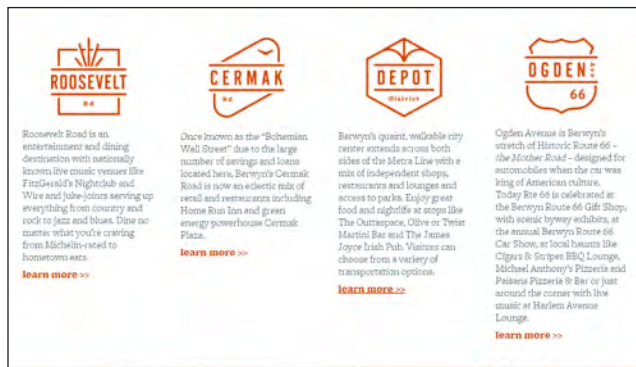 ROOSEVELT
Rd
Roosevelt Road is an
entertainment and dining
destination with nationally
known live music venues like
FitzGerald's Nightclub and
Wire and juke-joints serving up
everything from country and
rock to jazz and blues. Dine no
matter what you're craving
from Michelin-rated to
hometown eats.
learn more >>
CERMAK
Rd
Once known as the "Bohemian
Wall Street" due to the large
number of savings and loans
located here, Berwyn's Cermak
Road is now an eclectic mix of
retail and restaurants including
Home Run Inn and green
energy powerhouse Cermak
Plaza.
learn more >>
DEPOT
District
Berwyn's quaint, walkable city
center extends across both
sides of the Metra Line with a
mix of independent shops,
restaurants and lounges and
access to parks. Enjoy great
food and nightlife at stops like
The Outtaspace, Olive or Twist
Martini Bar and The James
Joyce Irish Pub. Visitors can
choose from a variety of
transportation options.
learn more >>
OGDEN AVE
66
Ogden Avenue is Berwyn's
stretch of Historic Route 66 –
the Mother Road – designed for
automobiles when the car was
king of American culture.
Today Rte 66 is celebrated at
the Berwyn Route 66 Gift Shop,
with scenic byway exhibits, at
the annual Berwyn Route 66
Car Show, at local haunts like
Cigars & Stripes BBQ Lounge,
Michael Anthony's Pizzeria and
Paisans Pizzeria & Bar or just
around the corner with live
music at Harlem Avenue
Lounge.
learn more >>